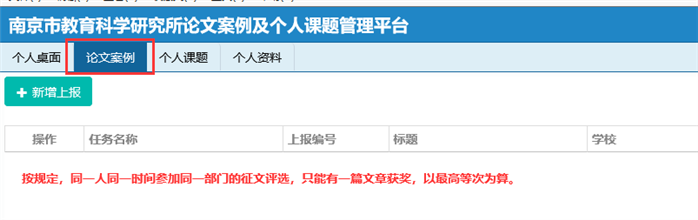 南京市教育科学研究所论文案例及个人课题管理平台
个人桌面 论文案例 个人课题 个人资料
新增上报
操作 任务名称 上报编号 标题 学校
按规定，同一人同一时间参加同一部门的征文评选，只能有一篇文章获奖，以最高等次为算。